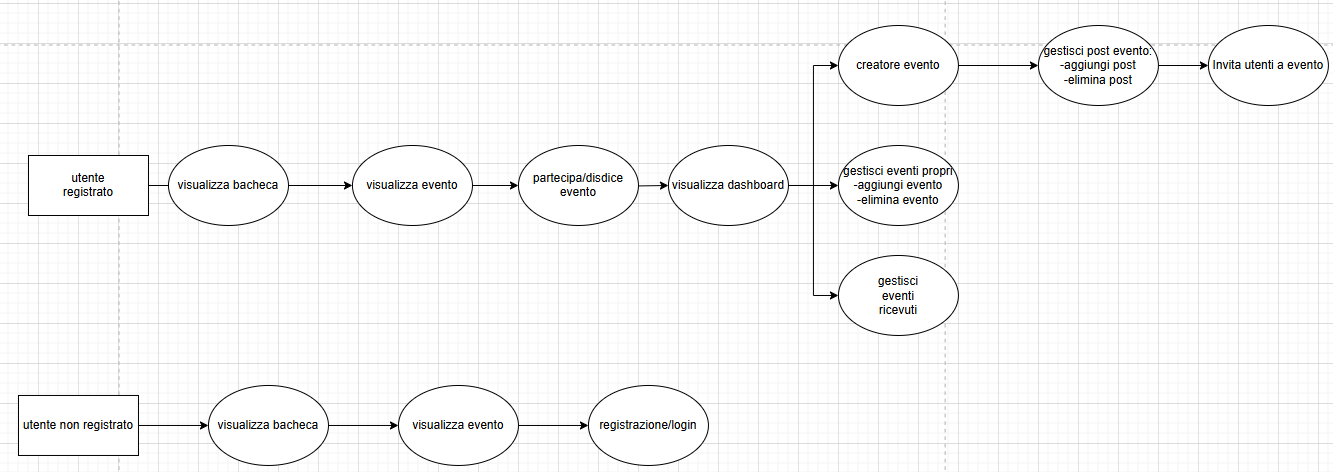 creatore evento
gestisci post evento:
-aggiungi post
-elimina post
Invita utenti a evento
utente
registrato
visualizza bacheca
visualizza evento
partecipa/disdice
evento
visualizza dashboard
gestisci eventi propri
-aggiungi evento
-elimina evento
gestisci
eventi
ricevuti
utente non registrato
visualizza bacheca
visualizza evento
registrazione/login